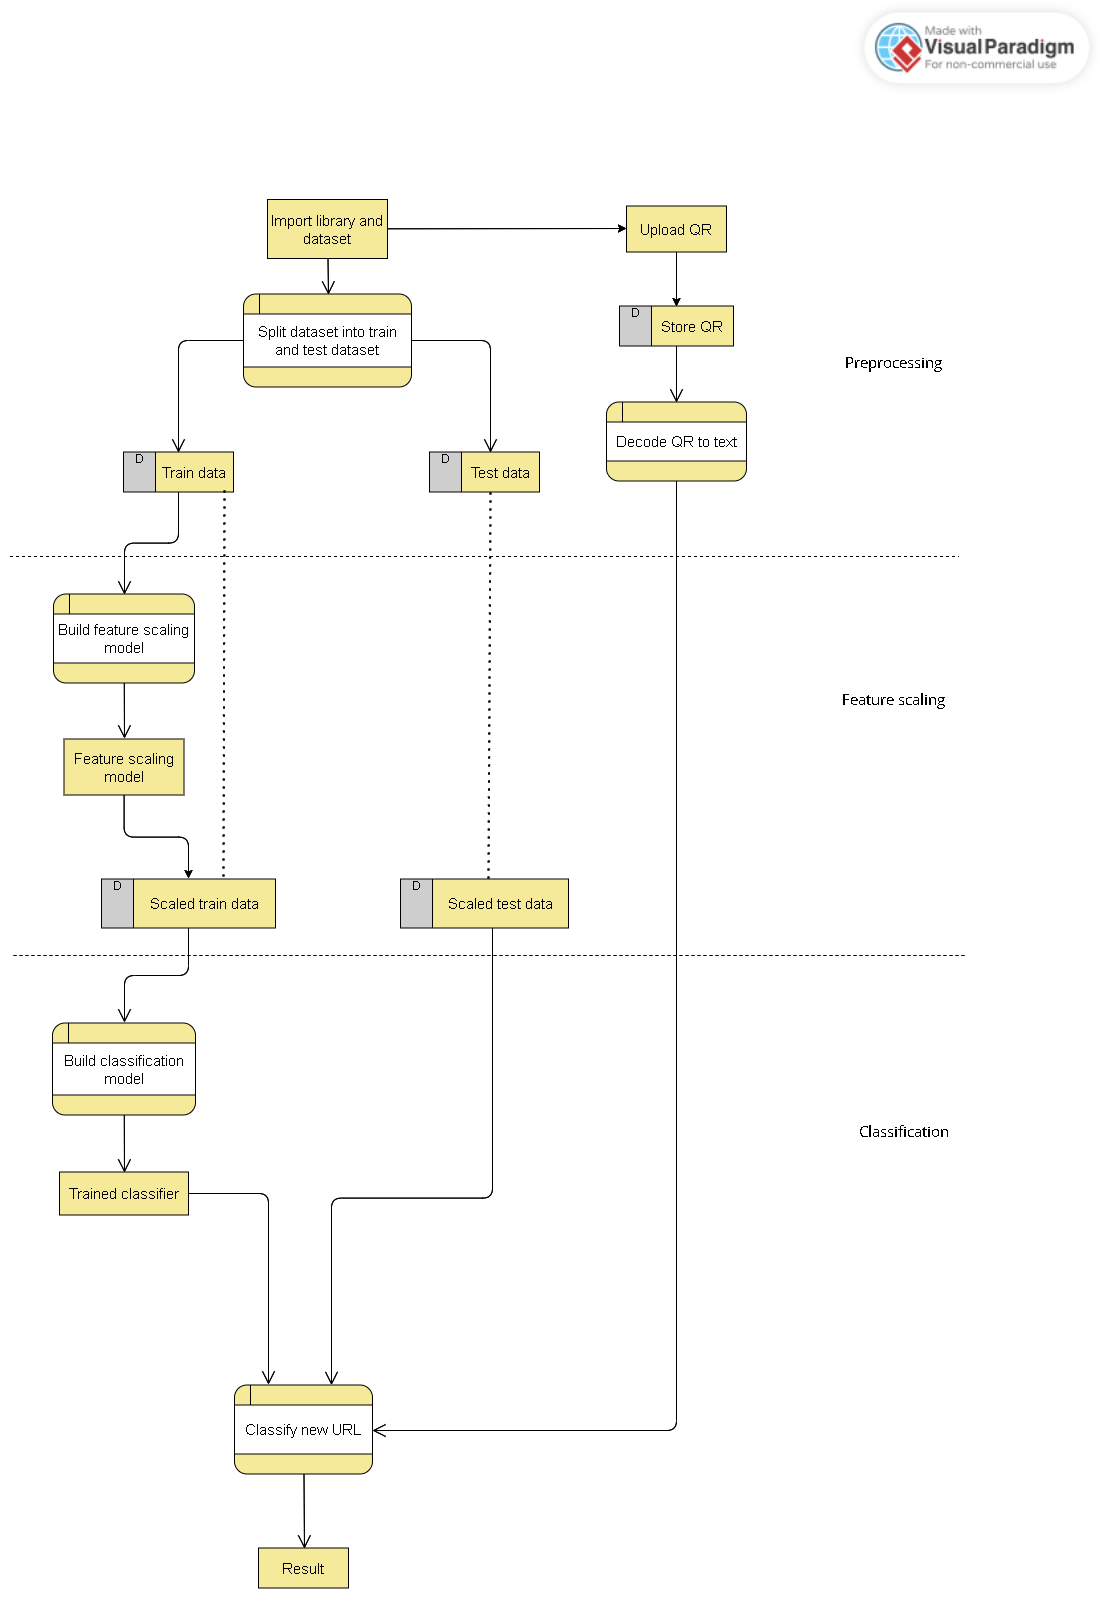 Made with
Visual Paradigm
For non-commercial use
Import library and
dataset
Upload QR
D
Store QR
Split dataset into train
and test dataset
Preprocessing
Decode QR to text
D
Train data
D
Test data
Build feature scaling
model
Feature scaling
Feature scaling
model
D
Scaled train data
D
Scaled test data
Build classification
model
Classification
Trained classifier
Classify new URL
Result